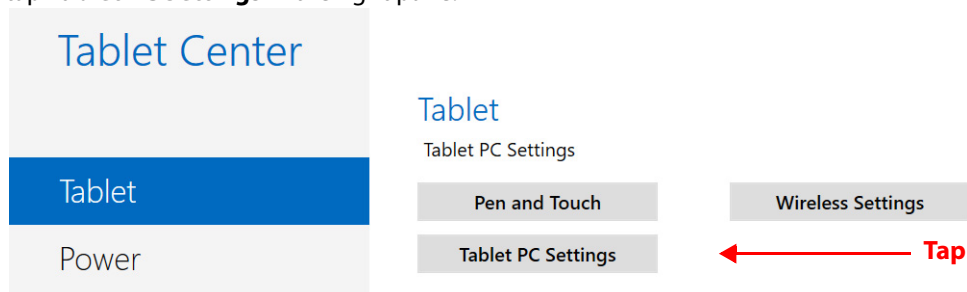 Tablet Center
Tablet
Tablet PC Settings
Pen and Touch
Wireless Settings
Tablet
Tablet PC Settings
Tap
Power